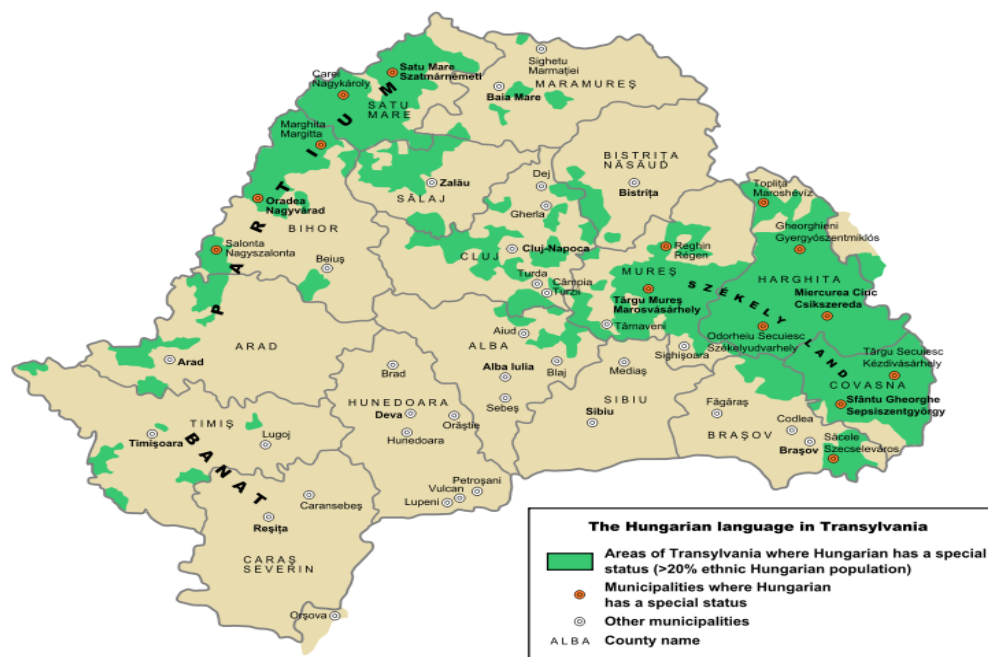 Sighetu
Marmației
MARAMUREȘ
Baia Mare
Satu Mare
Szatmárnémeti
Carei
Nagykároly
SATU
MARE
Marghita
Margitta
PARTIUM
Oradea
Nagyvárad
BIHOR
Salonta
Nagyszalonta
Beiuș
Zalău
SĂLAJ
Dej
Gherla
BISTRIȚA
NĂSĂUD
Bistrița
CLUJ
Cluj-Napoca
Turda
Câmpia
Turzii
Toplița
Maroshévíz
Gheorghieni
Gyergyószentmiklós
Reghin
Régen
MUREȘ
Târgu Mureș
Marosvásárhely
Târnaveni
Sighișoara
SZÉKELY LAND
HARGHITA
Miercurea Ciuc
Csíkszereda
Odorheiu Secuiesc
Székelyudvarhely
Târgu Secuiesc
Kézdivásárhely
COVASNA
Sfântu Gheorghe
Sepsiszentgyörgy
ARAD
Arad
Aiud
ALBA
Alba Iulia
Blaj
Sebeș
Mediaș
SIBIU
Sibiu
Brad
HUNEDOARA
Deva
Orăștie
Hunedoara
Petroșani
Vulcan
Lupeni
Făgăraș
Codlea
BRAȘOV
Brașov
Săcele
Szecseleváros
TIMIȘ
Timișoara
Lugoj
BANAT
Caransebeș
Reșița
CARAȘ
SEVERIN
Orșova
The Hungarian language in Transylvania
Areas of Transylvania where Hungarian has a special
status (>20% ethnic Hungarian population)
Municipalities where Hungarian
has a special status
Other municipalities
ALBA County name